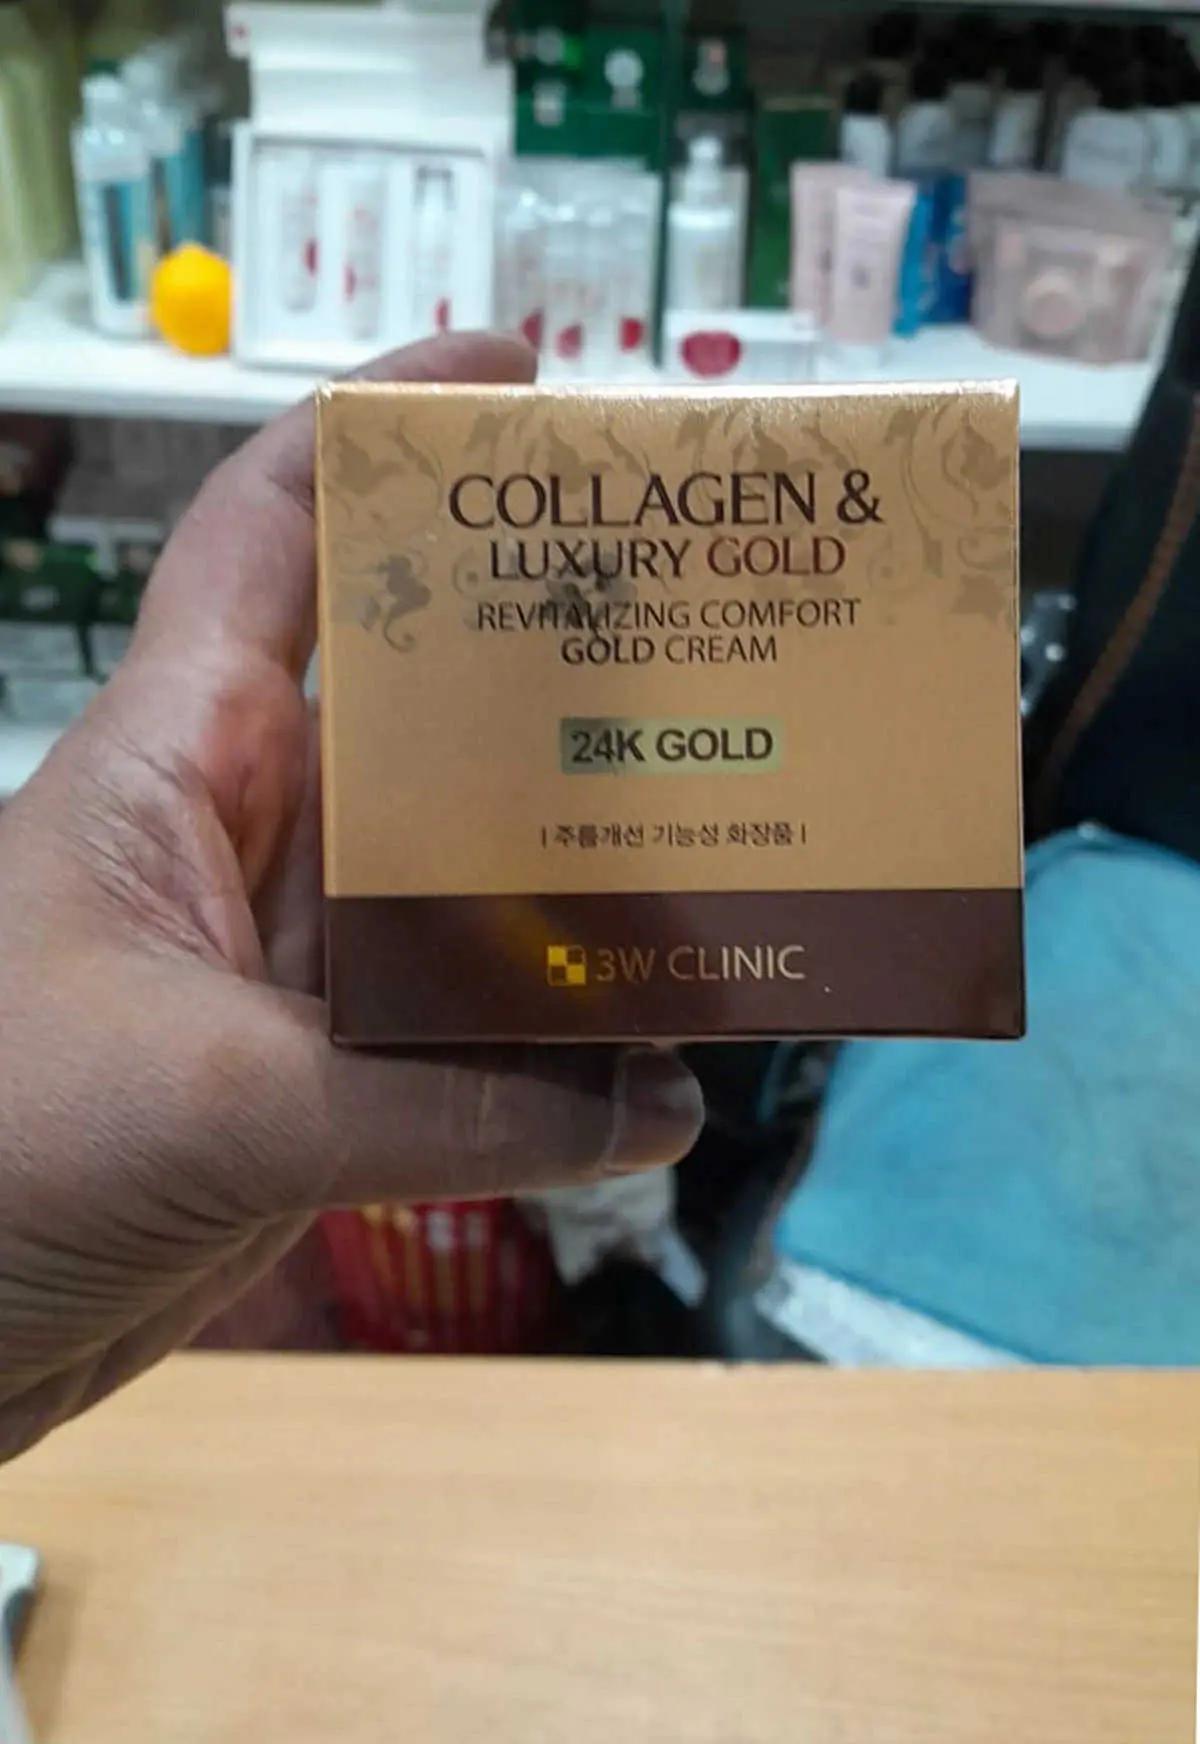 COLLAGEN &
LUXURY GOLD
REVITALIZING COMFORT
GOLD CREAM
24K GOLD
| 주름개선 기능성 화장품 |
3W CLINIC